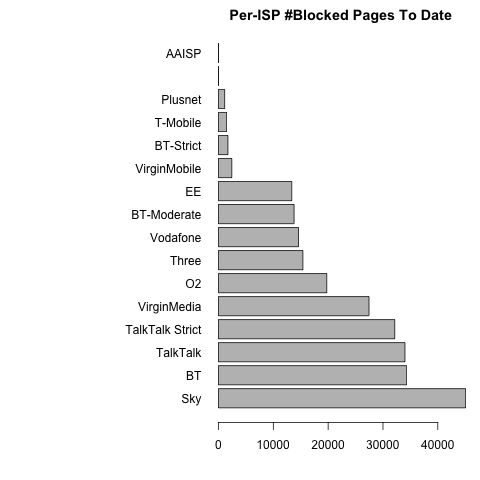 Per-ISP #Blocked Pages To Date
AAISP
Plusnet
T-Mobile
BT-Strict
VirginMobile
EE
BT-Moderate
Vodafone
Three
O2
VirginMedia
TalkTalk Strict
TalkTalk
BT
Sky
0 10000 20000 30000 40000